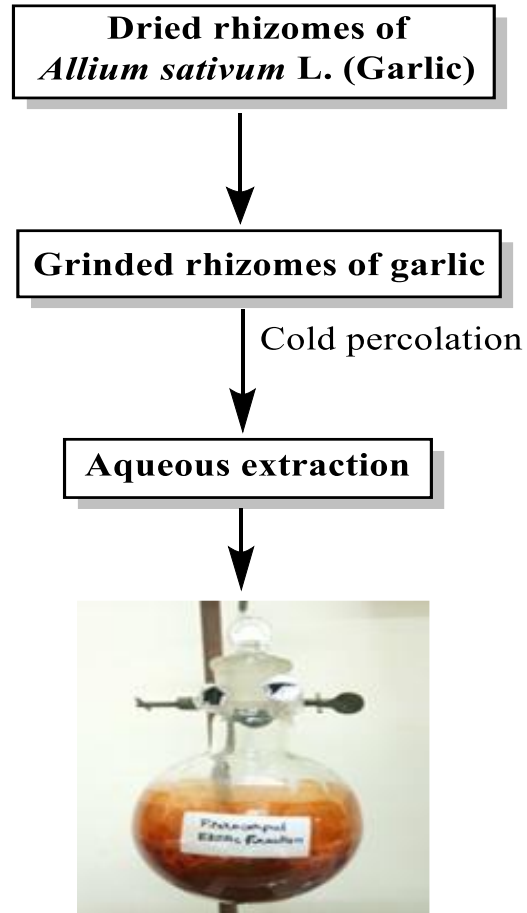 Dried rhizomes of
Allium sativum L. (Garlic)
Grinded rhizomes of garlic
Cold percolation
Aqueous extraction